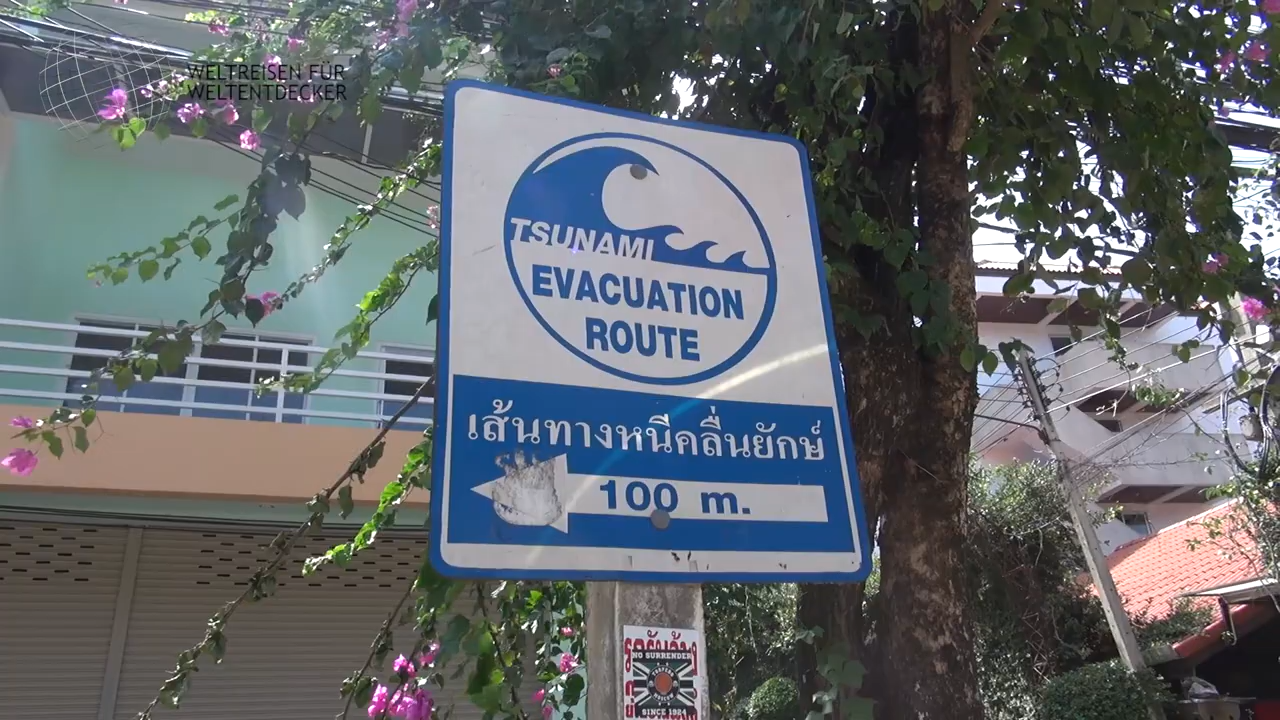 WELTREISEN FÜR
WELTENTDECKER
TSUNAMI
EVACUATION
ROUTE
เส้นทางหนีคลื่นยักษ์
100 m.
NO SURRENDER
SINCE 1924